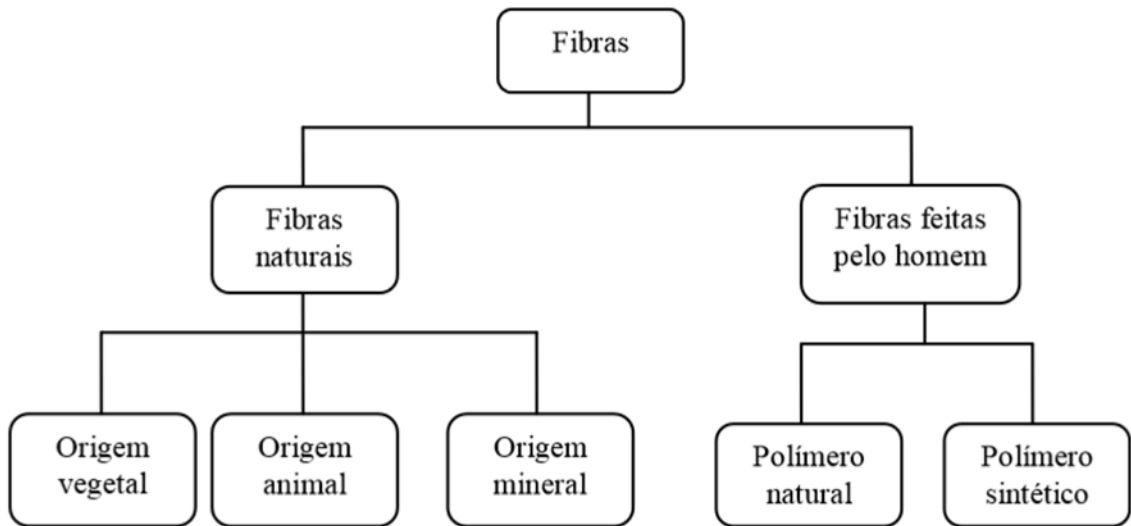 Fibras
Fibras
naturais
Fibras feitas
pelo homem
Origem
vegetal
Origem
animal
Origem
mineral
Polímero
natural
Polímero
sintético